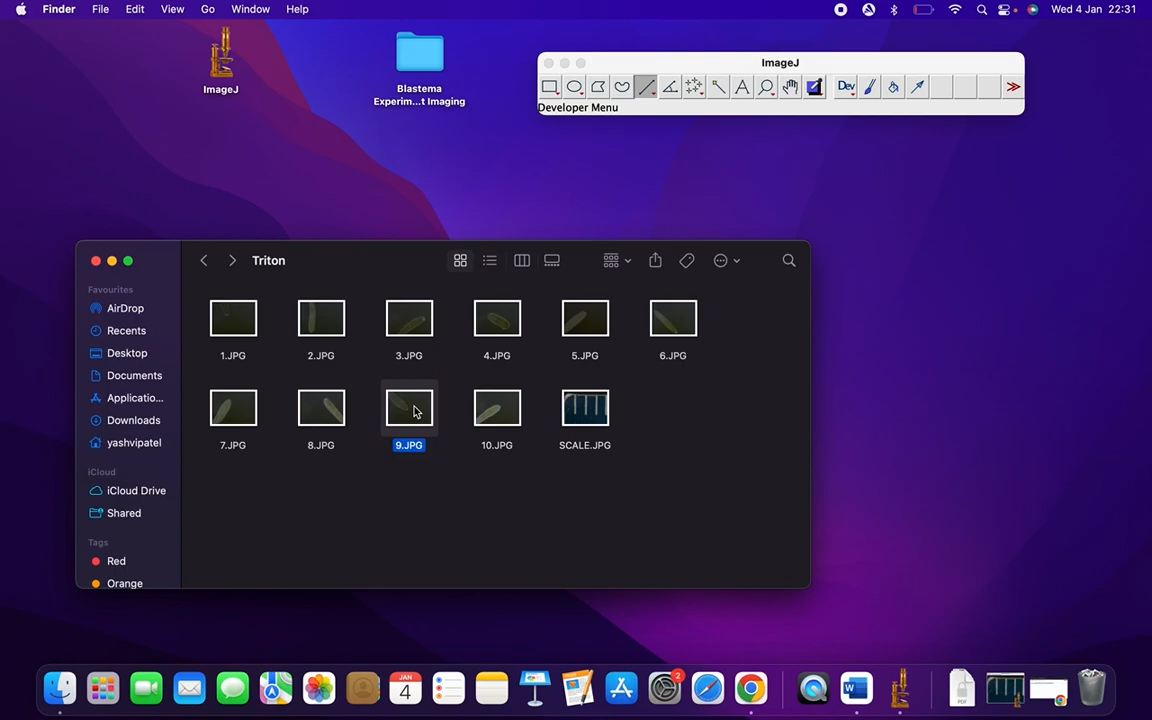 Finder File Edit View Go Window Help Wed 4 Jan 22:31
ImageJ
Blastema
Experim...t Imaging
ImageJ
Dev
Developer Menu
Triton
Favourites
AirDrop
Recents
Desktop
Documents
Applicatio...
Downloads
yashvipatel
iCloud
iCloud Drive
Shared
Tags
Red
Orange
1.JPG 2.JPG 3.JPG 4.JPG 5.JPG 6.JPG
7.JPG 8.JPG 9.JPG 10.JPG SCALE.JPG
JAN
4
2
W
PDF